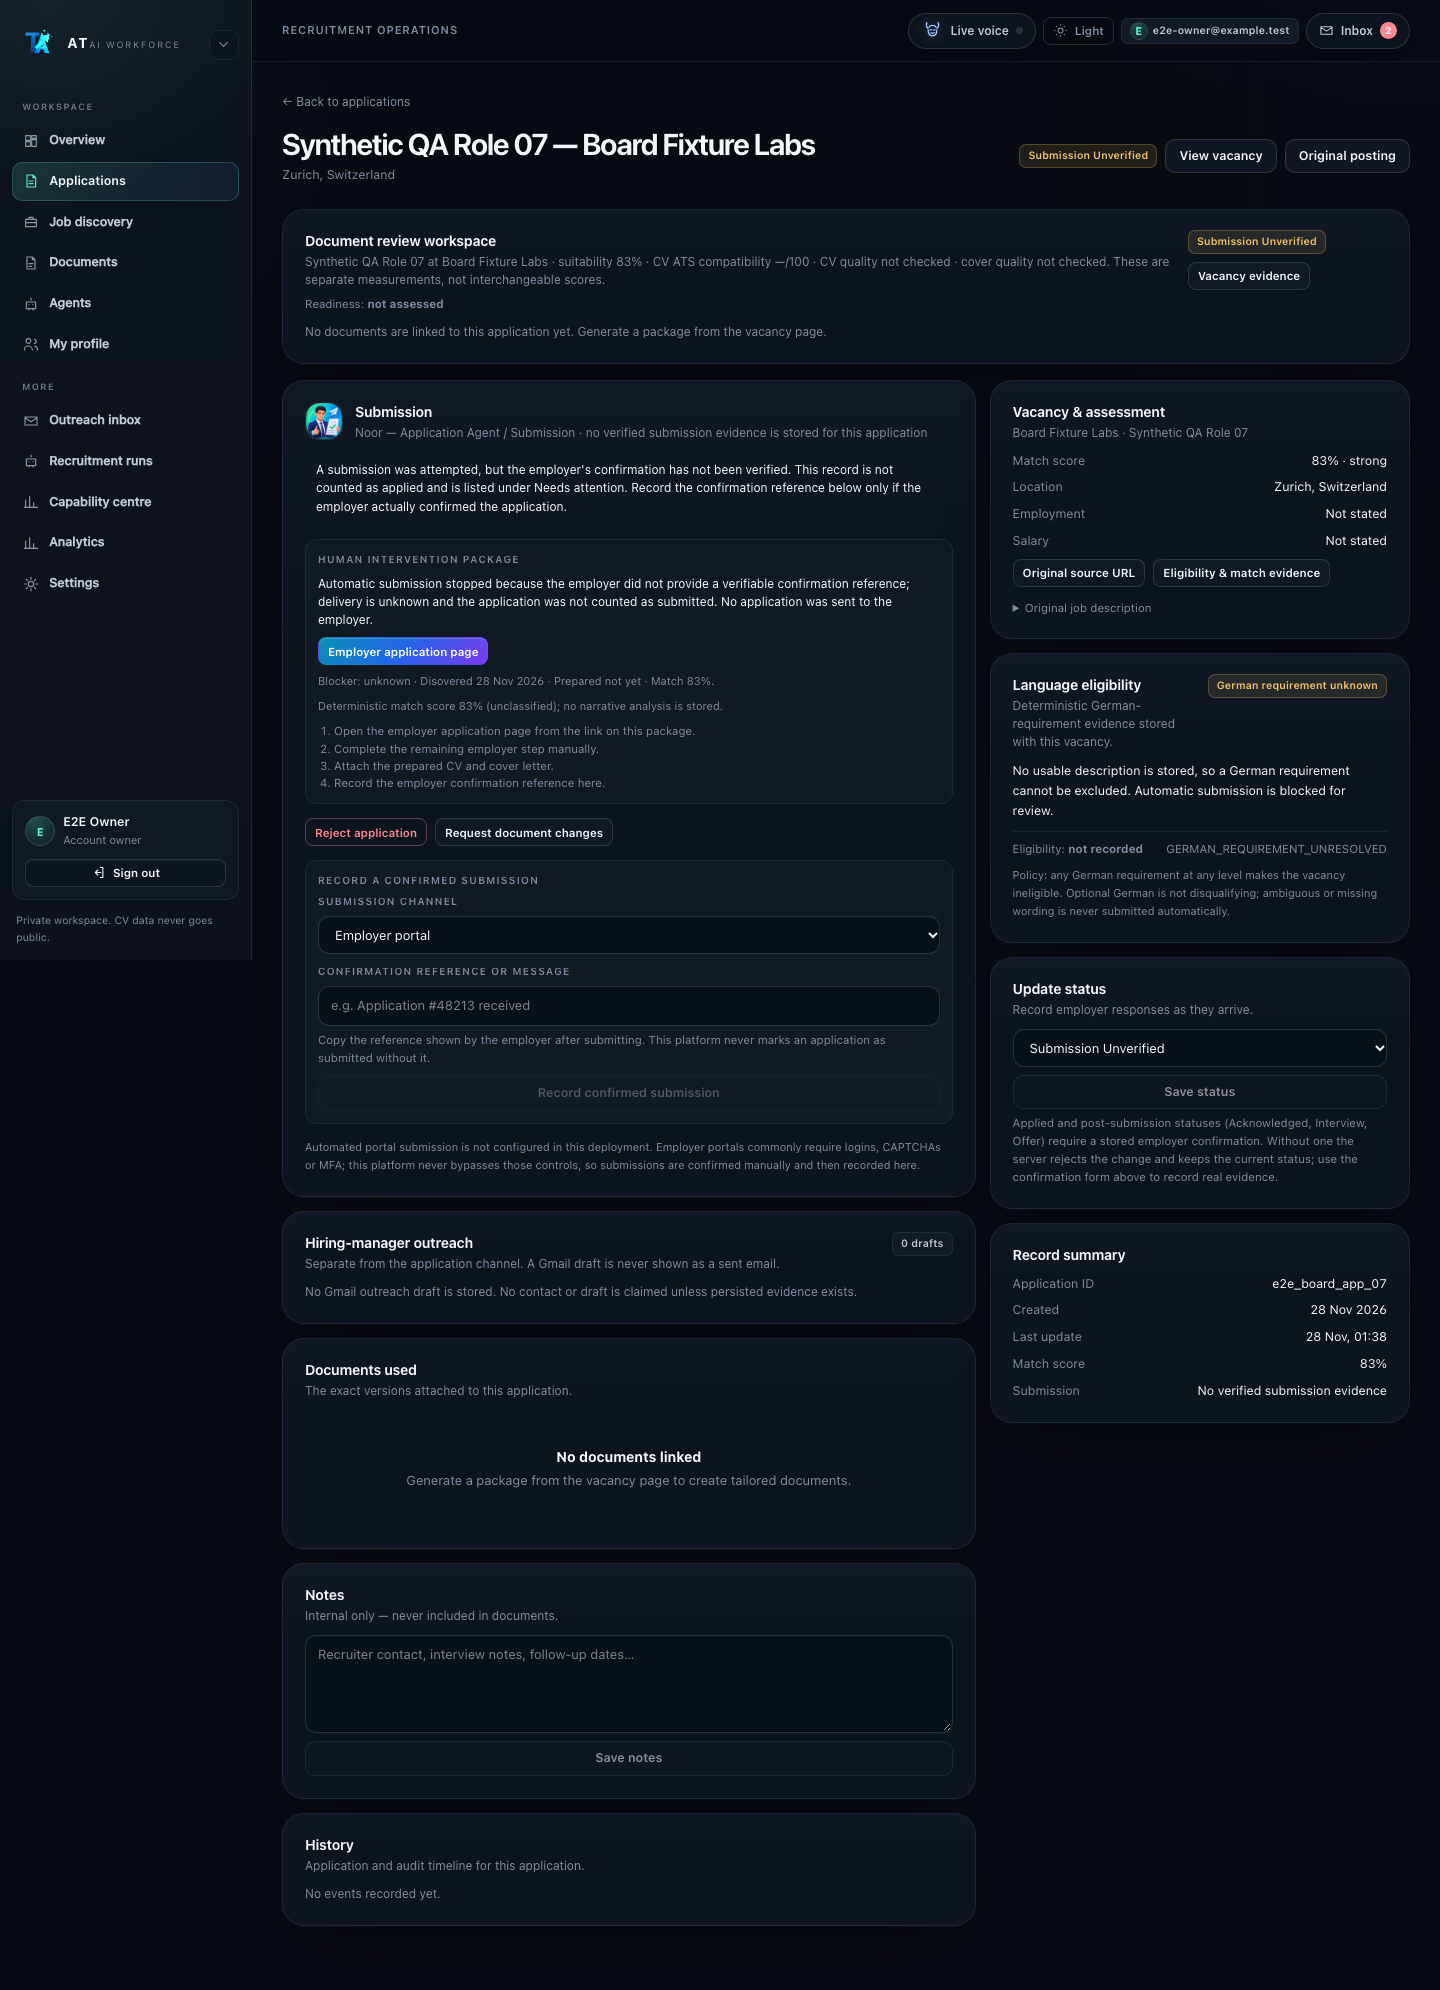 AT AI WORKFORCE
WORKSPACE
Overview
Applications
Job discovery
Documents
Agents
My profile
MORE
Outreach inbox
Recruitment runs
Capability centre
Analytics
Settings
E
E2E Owner
Account owner
Sign out
Private workspace. CV data never goes
public.
RECRUITMENT OPERATIONS
Live voice
Light
E e2e-owner@example.test
Inbox 2
← Back to applications
Synthetic QA Role 07 — Board Fixture Labs
Zurich, Switzerland
Submission Unverified
View vacancy
Original posting
Document review workspace
Synthetic QA Role 07 at Board Fixture Labs · suitability 83% · CV ATS compatibility —/100 · CV quality not checked · cover quality not checked. These are
separate measurements, not interchangeable scores.
Readiness: not assessed
No documents are linked to this application yet. Generate a package from the vacancy page.
Submission Unverified
Vacancy evidence
Submission
Noor — Application Agent / Submission · no verified submission evidence is stored for this application
A submission was attempted, but the employer's confirmation has not been verified. This record is not
counted as applied and is listed under Needs attention. Record the confirmation reference below only if the
employer actually confirmed the application.
HUMAN INTERVENTION PACKAGE
Automatic submission stopped because the employer did not provide a verifiable confirmation reference;
delivery is unknown and the application was not counted as submitted. No application was sent to the
employer.
Employer application page
Blocker: unknown · Disovered 28 Nov 2026 · Prepared not yet · Match 83%.
Deterministic match score 83% (unclassified); no narrative analysis is stored.
1. Open the employer application page from the link on this package.
2. Complete the remaining employer step manually.
3. Attach the prepared CV and cover letter.
4. Record the employer confirmation reference here.
Reject application
Request document changes
RECORD A CONFIRMED SUBMISSION
SUBMISSION CHANNEL
Employer portal
CONFIRMATION REFERENCE OR MESSAGE
e.g. Application #48213 received
Copy the reference shown by the employer after submitting. This platform never marks an application as
submitted without it.
Record confirmed submission
Automated portal submission is not configured in this deployment. Employer portals commonly require logins, CAPTCHAs
or MFA; this platform never bypasses those controls, so submissions are confirmed manually and then recorded here.
Hiring-manager outreach
0 drafts
Separate from the application channel. A Gmail draft is never shown as a sent email.
No Gmail outreach draft is stored. No contact or draft is claimed unless persisted evidence exists.
Documents used
The exact versions attached to this application.
No documents linked
Generate a package from the vacancy page to create tailored documents.
Notes
Internal only — never included in documents.
Recruiter contact, interview notes, follow-up dates...
Save notes
History
Application and audit timeline for this application.
No events recorded yet.
Vacancy & assessment
Board Fixture Labs · Synthetic QA Role 07
Match score 83% · strong
Location Zurich, Switzerland
Employment Not stated
Salary Not stated
Original source URL
Eligibility & match evidence
Original job description
Language eligibility
German requirement unknown
Deterministic German-
requirement evidence stored
with this vacancy.
No usable description is stored, so a German requirement
cannot be excluded. Automatic submission is blocked for
review.
Eligibility: not recorded GERMAN_REQUIREMENT_UNRESOLVED
Policy: any German requirement at any level makes the vacancy
ineligible. Optional German is not disqualifying; ambiguous or missing
wording is never submitted automatically.
Update status
Record employer responses as they arrive.
Submission Unverified
Save status
Applied and post-submission statuses (Acknowledged, Interview,
Offer) require a stored employer confirmation. Without one the
server rejects the change and keeps the current status; use the
confirmation form above to record real evidence.
Record summary
Application ID e2e_board_app_07
Created 28 Nov 2026
Last update 28 Nov, 01:38
Match score 83%
Submission No verified submission evidence